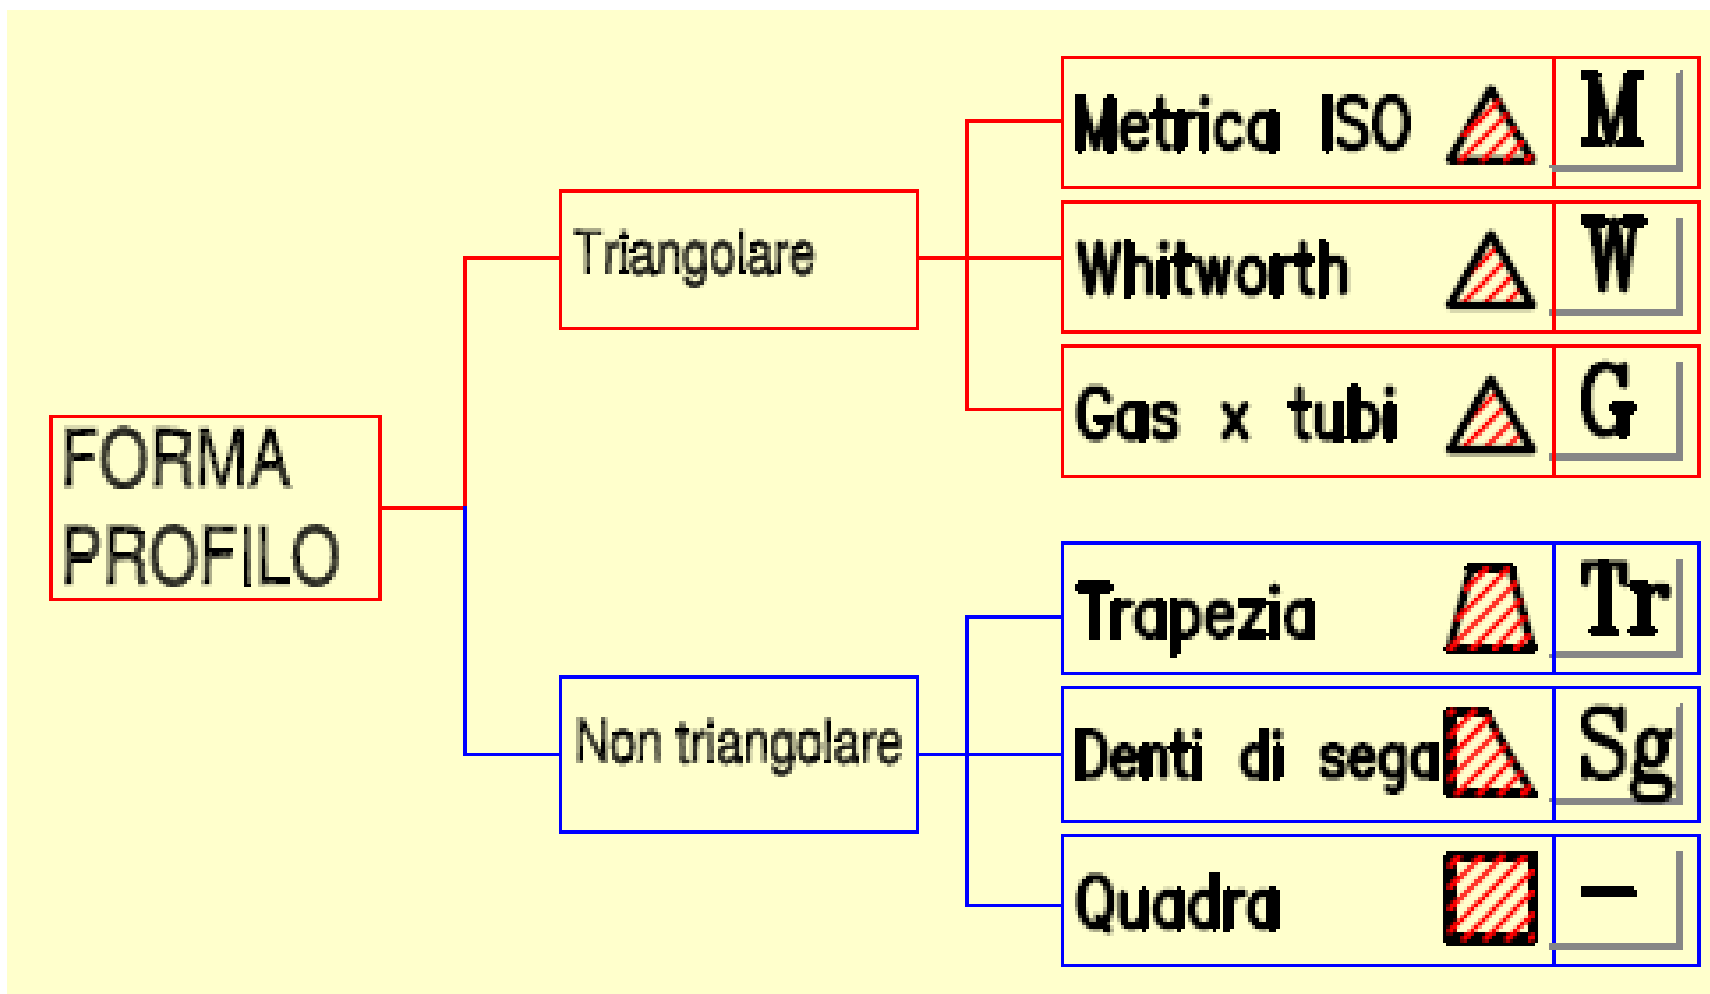 FORMA
PROFILO
Triangolare
Metrica ISO M
Whitworth W
Gas x tubi G
Non triangolare
Trapezia Tr
Denti di sega Sg
Quadra –